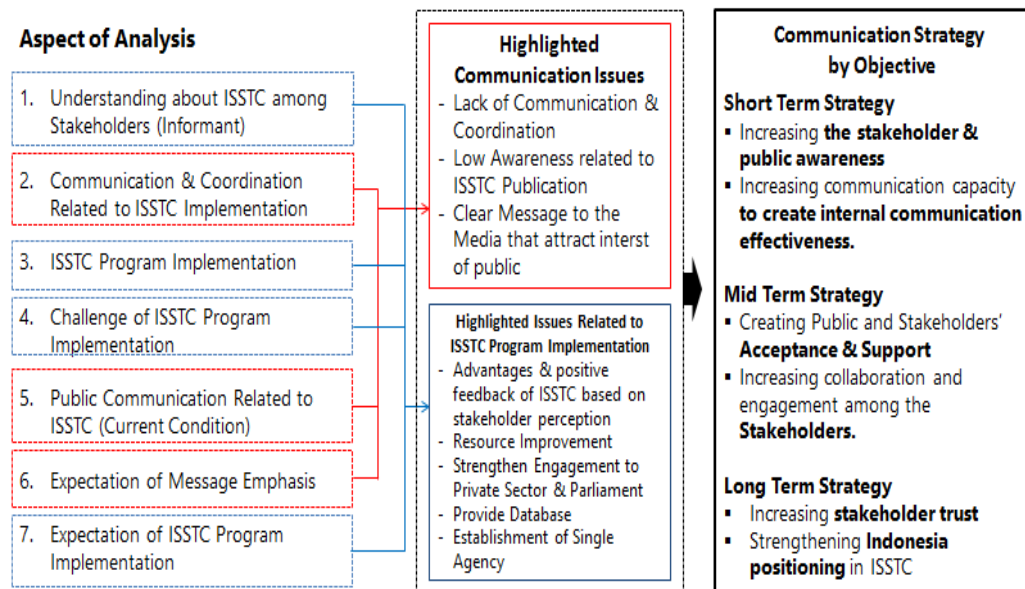 Aspect of Analysis
1. Understanding about ISSTC among
Stakeholders (Informant)
2. Communication & Coordination
Related to ISSTC Implementation
3. ISSTC Program Implementation
4. Challenge of ISSTC Program
Implementation
5. Public Communication Related to
ISSTC (Current Condition)
6. Expectation of Message Emphasis
7. Expectation of ISSTC Program
Implementation
Highlighted
Communication Issues
- Lack of Communication &
Coordination
- Low Awareness related to
ISSTC Publication
- Clear Message to the
Media that attract interst
of public
Highlighted Issues Related to
ISSTC Program Implementation
- Advantages & positive
feedback of ISSTC based on
stakeholder perception
- Resource Improvement
- Strengthen Engagement to
Private Sector & Parliament
- Provide Database
- Establishment of Single
Agency
Communication Strategy
by Objective
Short Term Strategy
▪ Increasing the stakeholder &
public awareness
▪ Increasing communication capacity
to create internal communication
effectiveness.
Mid Term Strategy
▪ Creating Public and Stakeholders'
Acceptance & Support
▪ Increasing collaboration and
engagement among the
Stakeholders.
Long Term Strategy
▪ Increasing stakeholder trust
▪ Strengthening Indonesia
positioning in ISSTC